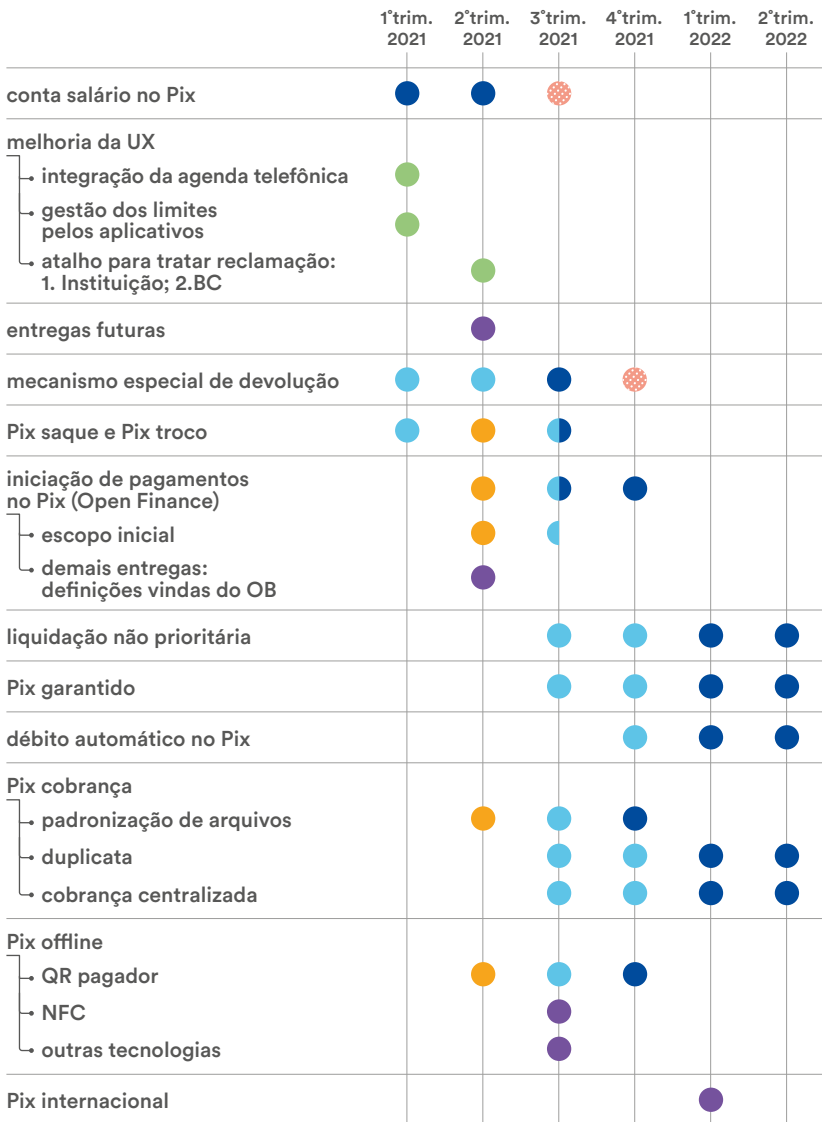 1°trim. 2°trim. 3°trim. 4°trim. 1°trim. 2°trim.
2021 2021 2021 2021 2022 2022
conta salário no Pix
melhoria da UX
integração da agenda telefônica
gestão dos limites
pelos aplicativos
atalho para tratar reclamação:
1. Instituição; 2.BC
entregas futuras
mecanismo especial de devolução
Pix saque e Pix troco
iniciação de pagamentos
no Pix (Open Finance)
escopo inicial
demais entregas:
definições vindas do OB
liquidação não prioritária
Pix garantido
débito automático no Pix
Pix cobrança
padronização de arquivos
duplicata
cobrança centralizada
Pix offline
QR pagador
NFC
outras tecnologias
Pix internacional